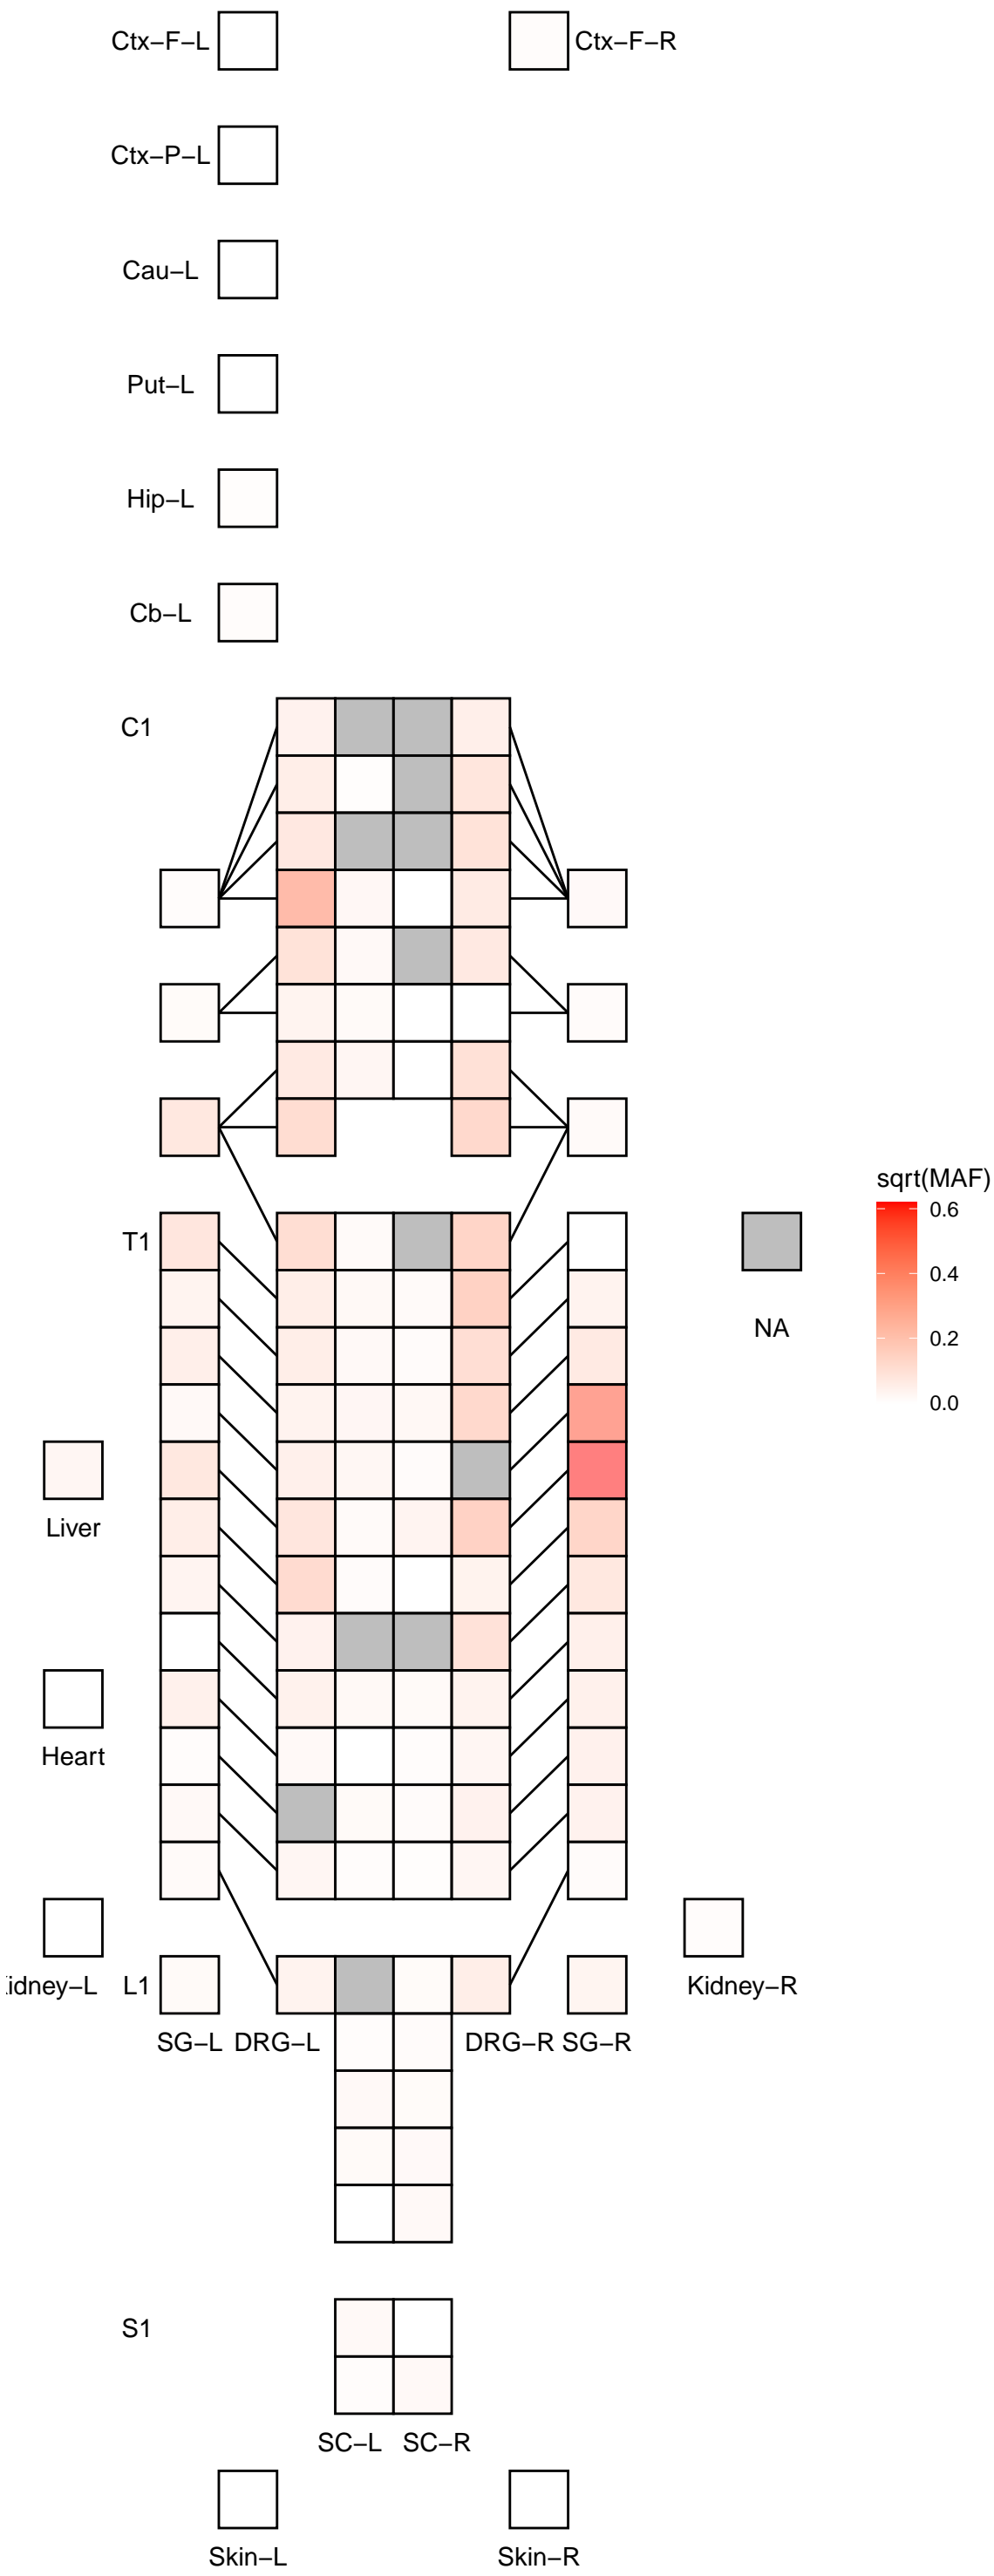 Ctx−F−L
Ctx−F−R
Ctx−P−L
Cau−L
Put−L
Hip−L
Cb−L
C1
sqrt(MAF)
0.6
0.4
0.2
0.0
T1
NA
Liver
Heart
idney−L
L1
Kidney−R
SG−L
DRG−L
DRG−R
SG−R
S1
SC−L
SC−R
Skin−L
Skin−R